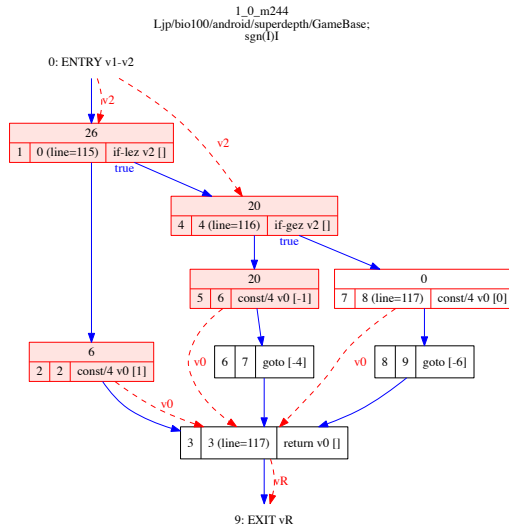 1_0_m244
Ljp/bio100/android/superdepth/GameBase;
sgn(I)I
0: ENTRY v1-v2
v2
26
1 0 (line=115) if-lez v2 []
v2
true
20
4 4 (line=116) if-gez v2 []
true
20
5 6 const/4 v0 [-1]
0
7 8 (line=117) const/4 v0 [0]
6
2 2 const/4 v0 [1]
v0
6 7 goto [-4]
v0
8 9 goto [-6]
v0
3 3 (line=117) return v0 []
vR
9: EXIT vR